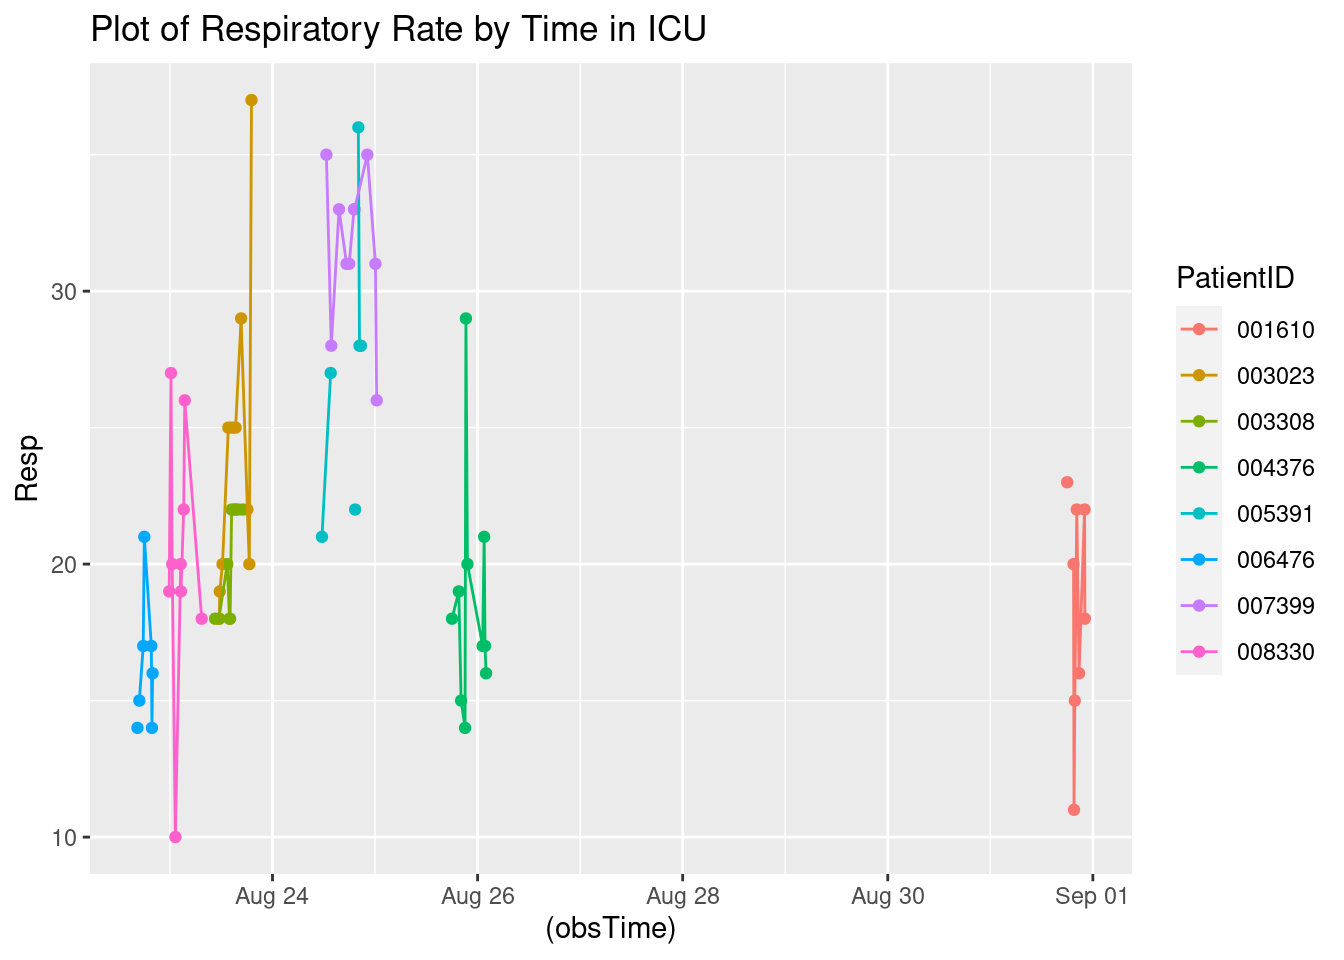 Plot of Respiratory Rate by Time in ICU
Resp
30
20
10
Aug 24
Aug 26
Aug 28
Aug 30
Sep 01
(obsTime)
PatientID
001610
003023
003308
004376
005391
006476
007399
008330